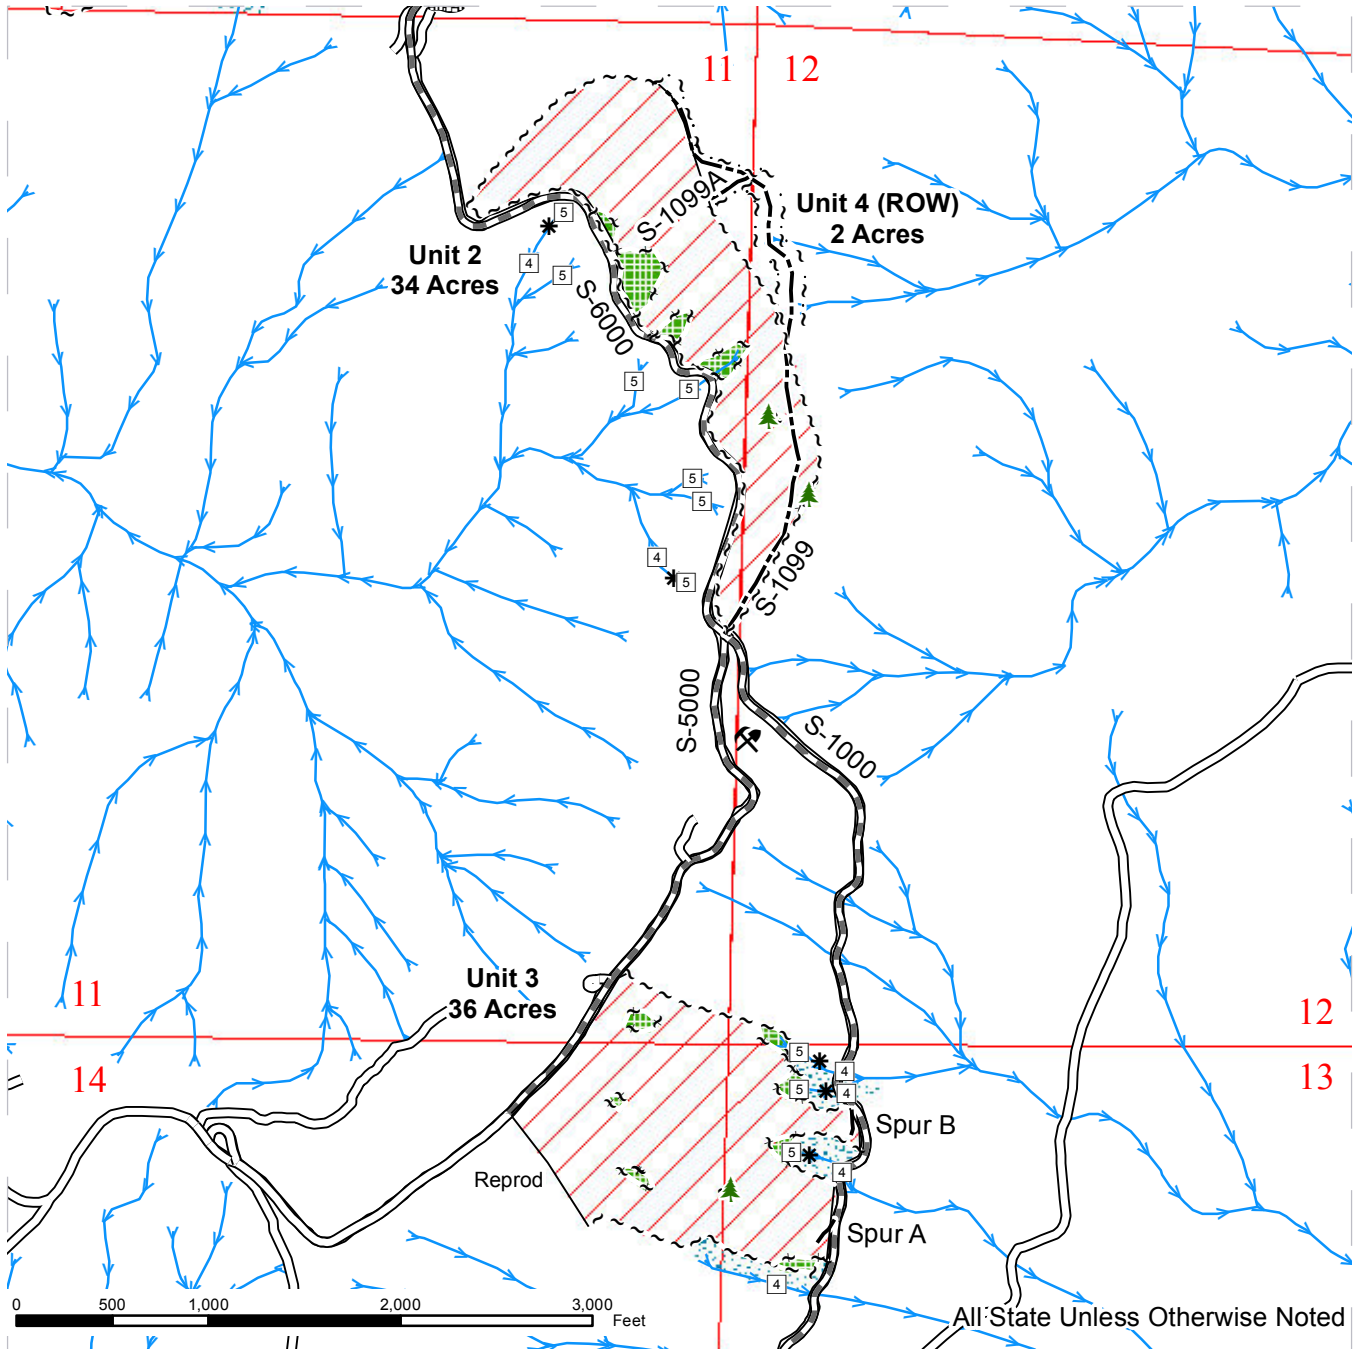 11
12
S-1099A
Unit 4 (ROW)
2 Acres
5
Unit 2
34 Acres
4
5
S-6000
5
5
5
5
4
5
S-1099
S-5000
S-1000
Unit 3
36 Acres
11
12
14
13
5
4
5
4
Spur B
5
4
Reprod
Spur A
4
0
500
1,000
2,000
3,000
Feet
All State Unless Otherwise Noted